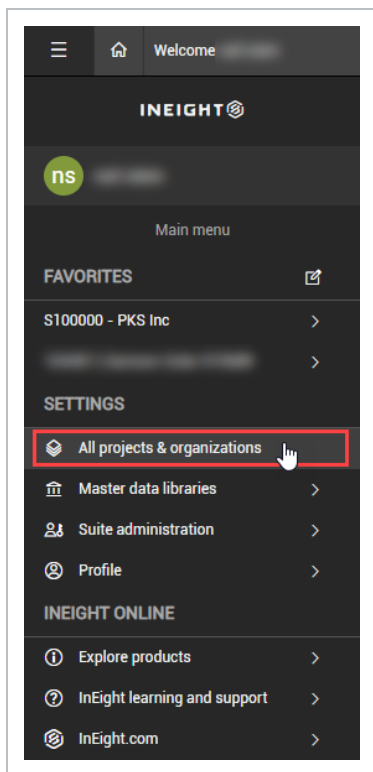 Welcome
INEIGHT
ns
Main menu
FAVORITES
S100000 - PKS Inc
SETTINGS
All projects & organizations
Master data libraries
Suite administration
Profile
INEIGHT ONLINE
Explore products
InEight learning and support
InEight.com